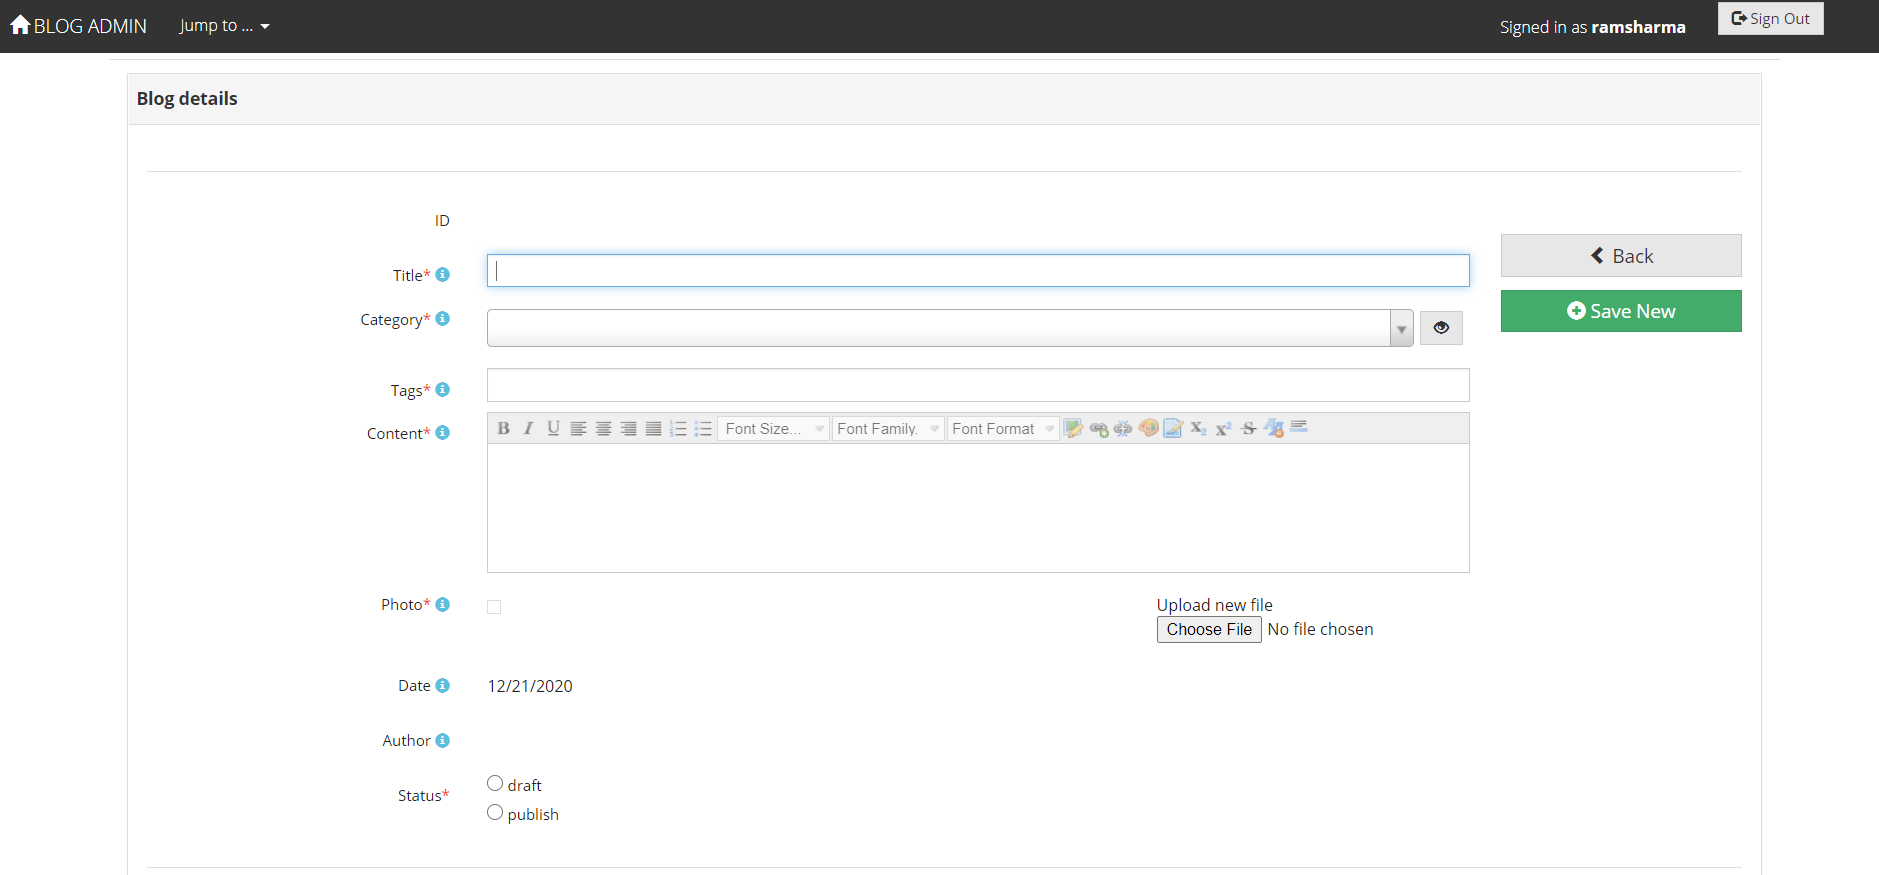 BLOG ADMIN Jump to ... Signed in as ramsharma Sign Out
Blog details
ID
Title*
Back
Category*
Save New
Tags*
Content* B I U Font Size... Font Family. Font Format X2 X2 S
Photo* Upload new file
Choose File No file chosen
Date 12/21/2020
Author
Status* draft
publish